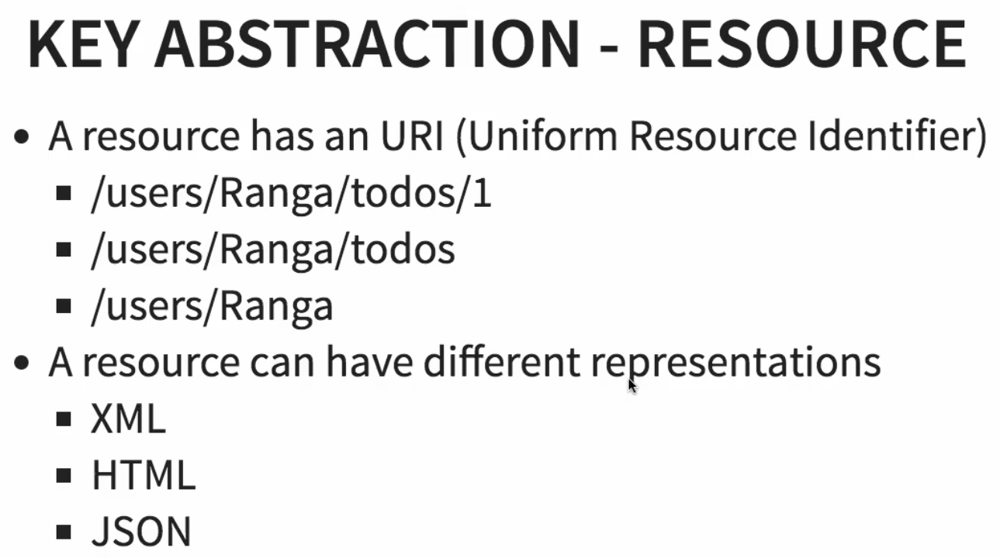 KEY ABSTRACTION - RESOURCE
• A resource has an URI (Uniform Resource Identifier)
▪ /users/Ranga/todos/1
▪ /users/Ranga/todos
▪ /users/Ranga
• A resource can have different representations
▪ XML
▪ HTML
▪ JSON